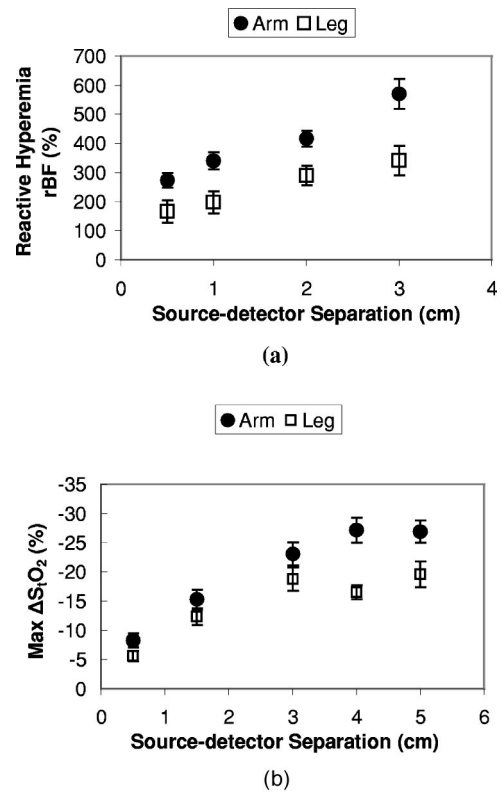 Arm Leg
700
600
500
400
300
200
100
0
Reactive Hyperemia
rBF (%)
0 1 2 3 4
Source-detector Separation (cm)
(a)
Arm Leg
-35
-30
-25
-20
-15
-10
-5
0
Max ΔStO2 (%)
0 1 2 3 4 5 6
Source-detector Separation (cm)
(b)